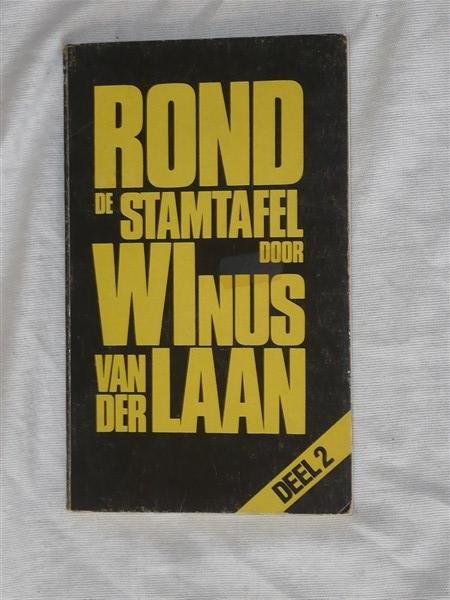 ROND
DE STAMTAFEL
DOOR
WINUS
VAN DER LAAN
DEEL 2